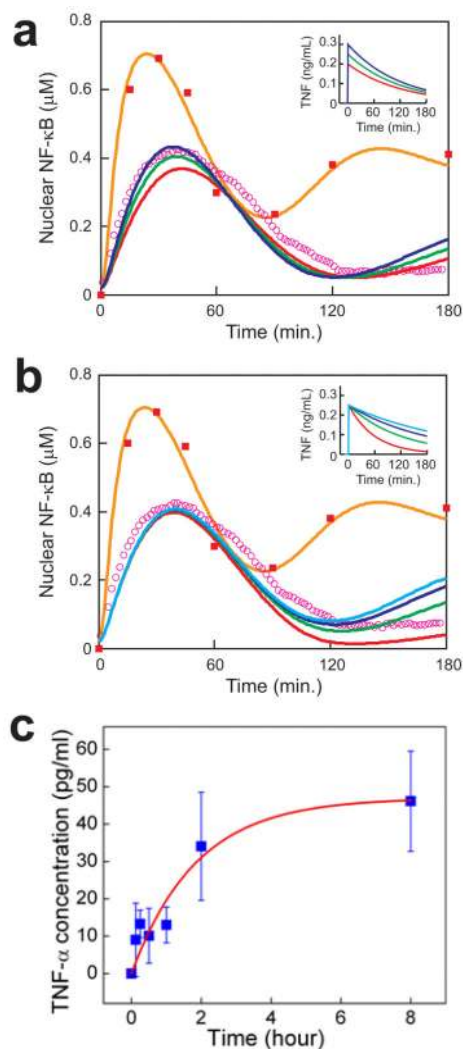 a
0.8
0.6
0.4
0.2
0
Nuclear NF-κB (μM)
0
60
120
180
Time (min.)
TNF (ng/mL)
0.3
0.2
0.1
0
0 60 120 180
Time (min.)
b
0.8
0.6
0.4
0.2
0
Nuclear NF-κB (μM)
0
60
120
180
Time (min.)
TNF (ng/mL)
0.3
0.2
0.1
0
0 60 120 180
Time (min.)
c
60
50
40
30
20
10
0
TNF-α concentration (pg/ml)
0 2 4 6 8
Time (hour)